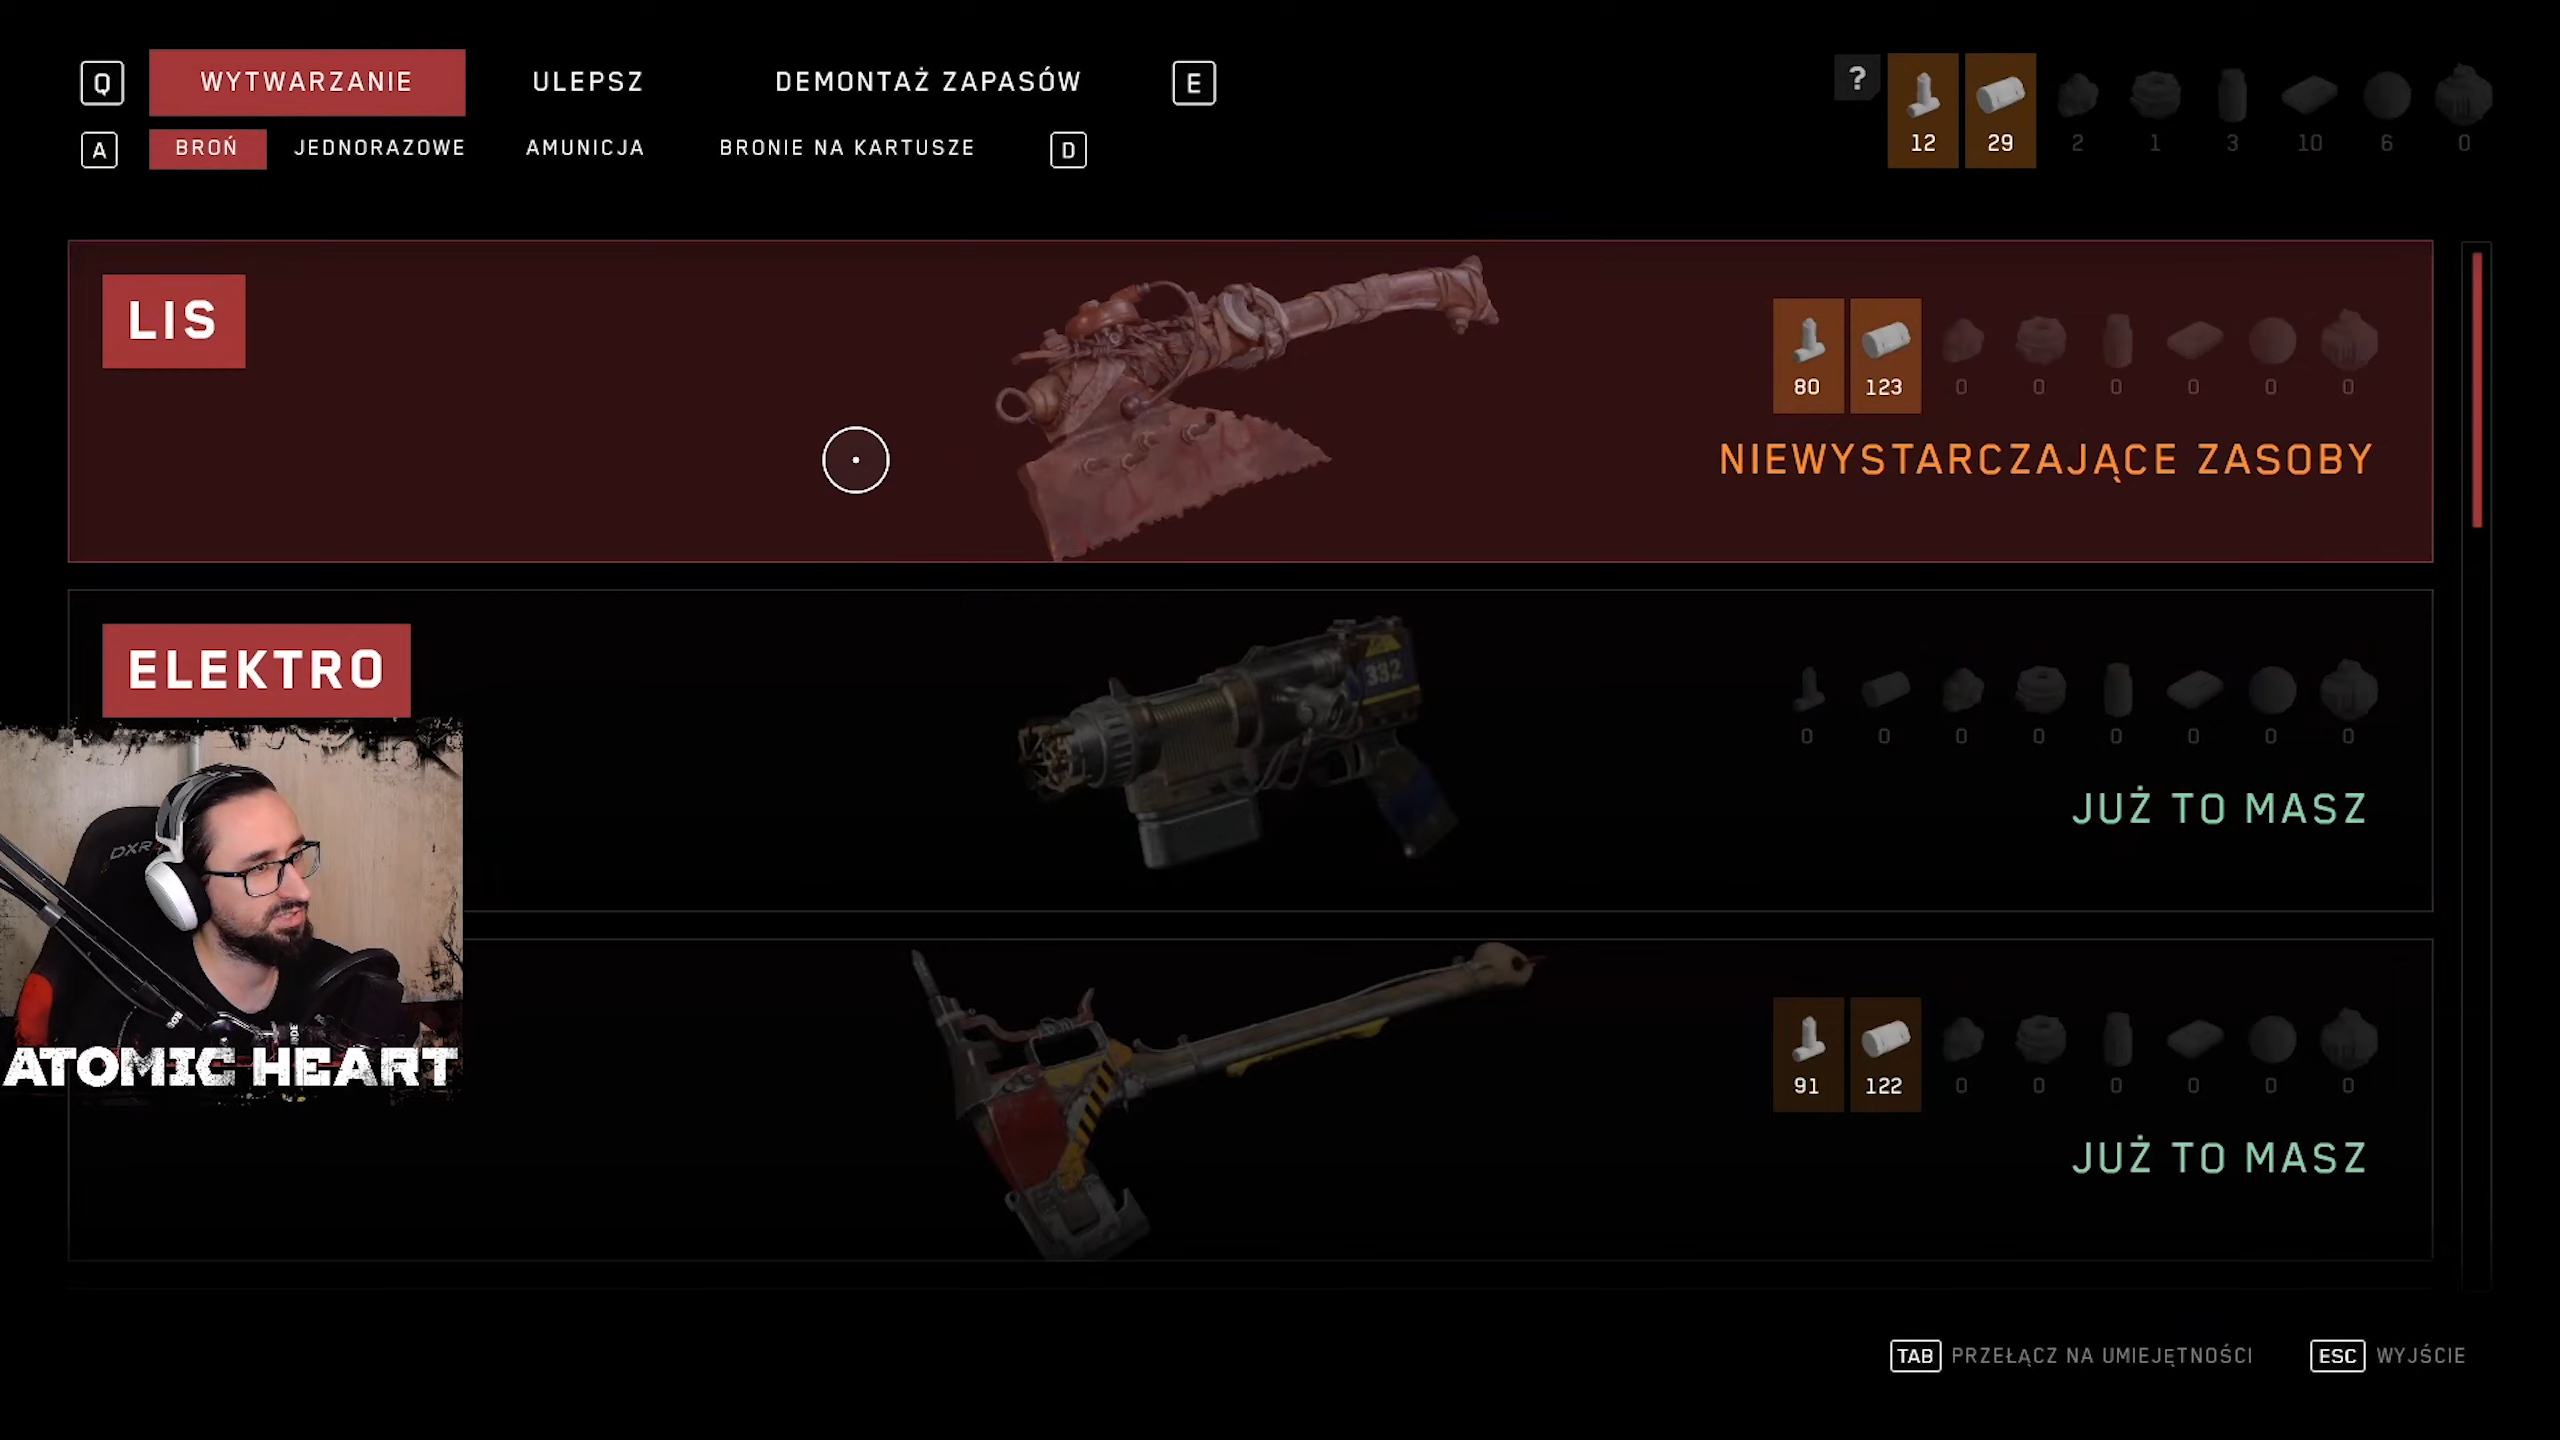 Q WYTWARZANIE ULEPSZ DEMONTAŻ ZAPASÓW E
A BROŃ JEDNORAZOWE AMUNICJA BRONIE NA KARTUSZE D
? 12 29 2 1 3 10 6 0
LIS
80 123 0 0 0 0 0 0
NIEWYSTARCZAJĄCE ZASOBY
ELEKTRO
332
0 0 0 0 0 0 0 0
JUŻ TO MASZ
DXR
ATOMIC HEART
91 122 0 0 0 0 0 0
JUŻ TO MASZ
TAB PRZEŁĄCZ NA UMIEJĘTNOŚCI ESC WYJŚCIE